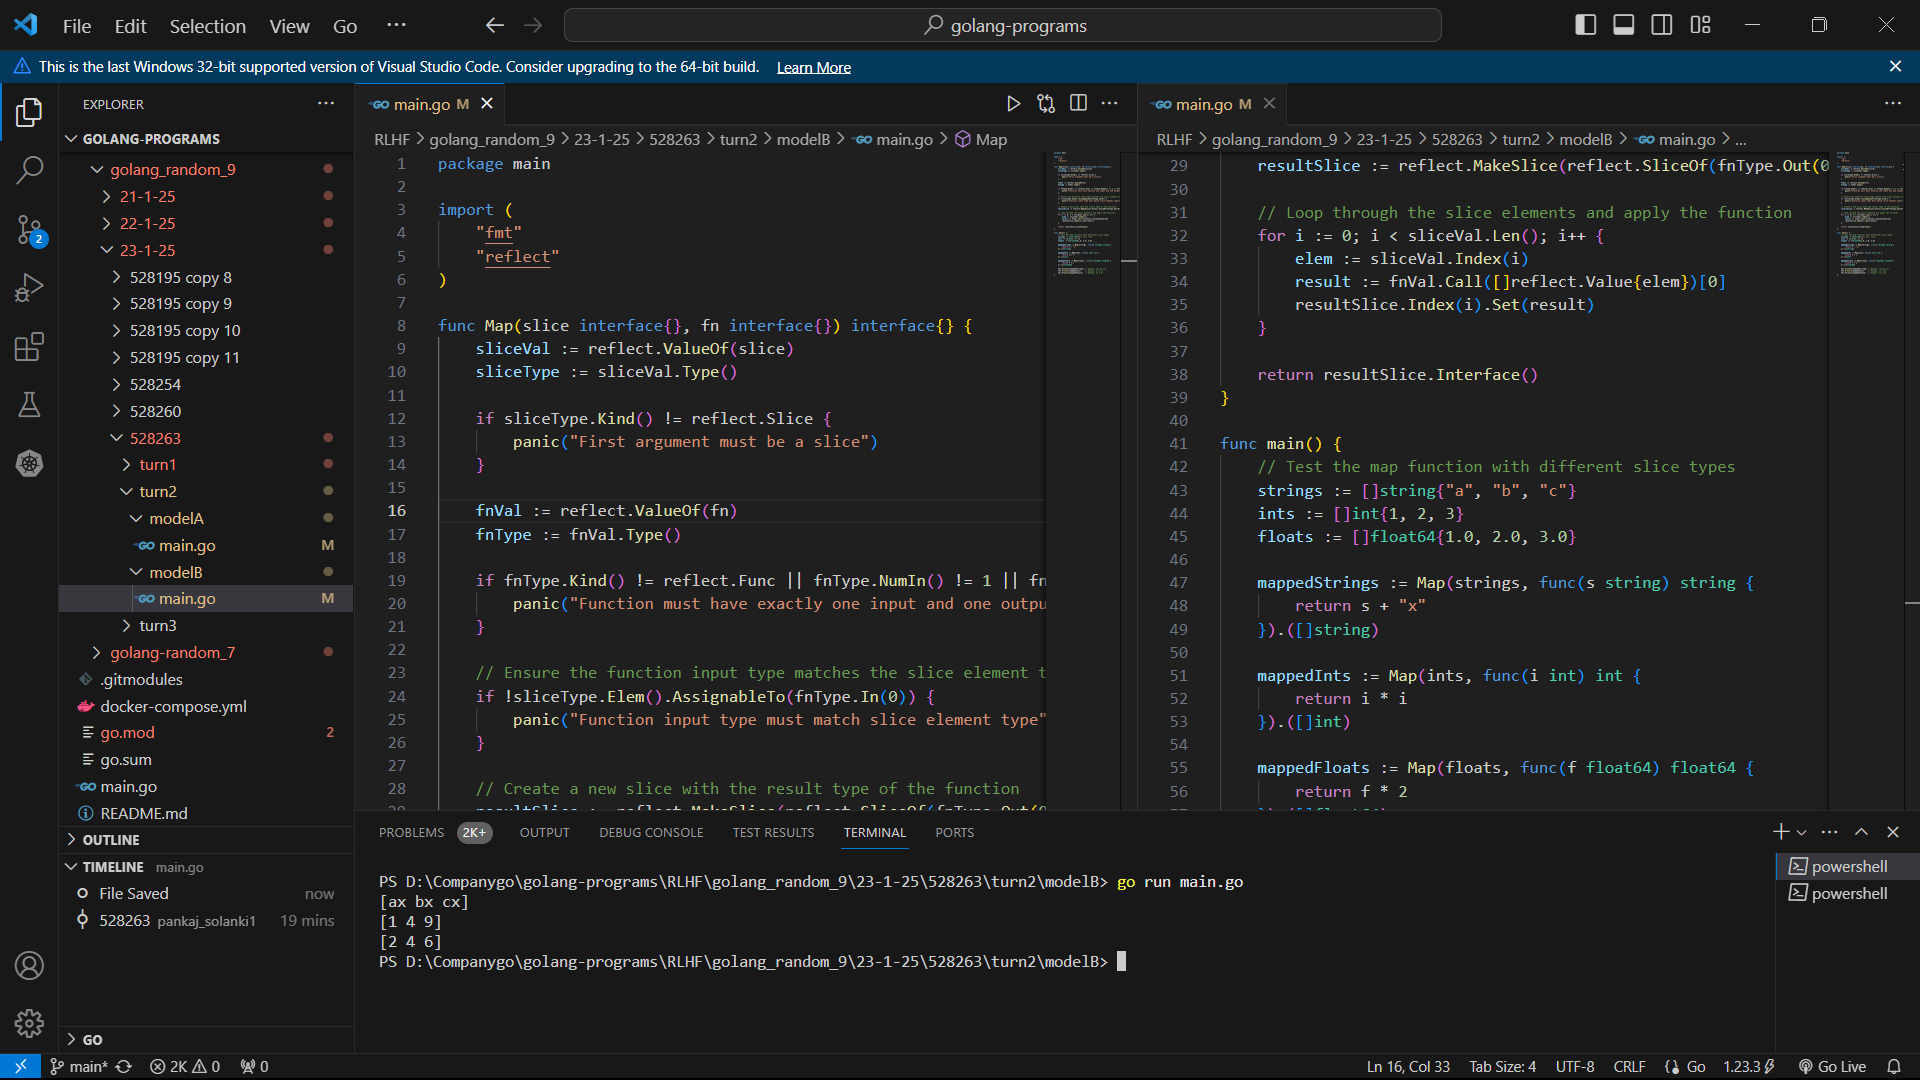 File Edit Selection View Go ···
golang-programs
This is the last Windows 32-bit supported version of Visual Studio Code. Consider upgrading to the 64-bit build. Learn More
EXPLORER
GOLANG-PROGRAMS
golang_random_9
21-1-25
22-1-25
23-1-25
528195 copy 8
528195 copy 9
528195 copy 10
528195 copy 11
528254
528260
528263
turn1
turn2
modelA
main.go M
modelB
main.go M
turn3
golang-random_7
.gitmodules
docker-compose.yml
go.mod 2
go.sum
main.go
README.md
OUTLINE
TIMELINE main.go
File Saved now
528263 pankaj_solanki1 19 mins
GO
2
main.go M
RLHF > golang_random_9 > 23-1-25 > 528263 > turn2 > modelB > main.go > Map
1 package main
2
3 import (
4 "fmt"
5 "reflect"
6 )
7
8 func Map(slice interface{}, fn interface{}) interface{} {
9 sliceVal := reflect.ValueOf(slice)
10 sliceType := sliceVal.Type()
11
12 if sliceType.Kind() != reflect.Slice {
13 panic("First argument must be a slice")
14 }
15
16 fnVal := reflect.ValueOf(fn)
17 fnType := fnVal.Type()
18
19 if fnType.Kind() != reflect.Func || fnType.NumIn() != 1 || fn
20 panic("Function must have exactly one input and one outpu
21 }
22
23 // Ensure the function input type matches the slice element t
24 if !sliceType.Elem().AssignableTo(fnType.In(0)) {
25 panic("Function input type must match slice element type"
26 }
27
28 // Create a new slice with the result type of the function
main.go M
RLHF > golang_random_9 > 23-1-25 > 528263 > turn2 > modelB > main.go > ...
29 resultSlice := reflect.MakeSlice(reflect.SliceOf(fnType.Out(0
30
31 // Loop through the slice elements and apply the function
32 for i := 0; i < sliceVal.Len(); i++ {
33 elem := sliceVal.Index(i)
34 result := fnVal.Call([]reflect.Value{elem})[0]
35 resultSlice.Index(i).Set(result)
36 }
37
38 return resultSlice.Interface()
39 }
40
41 func main() {
42 // Test the map function with different slice types
43 strings := []string{"a", "b", "c"}
44 ints := []int{1, 2, 3}
45 floats := []float64{1.0, 2.0, 3.0}
46
47 mappedStrings := Map(strings, func(s string) string {
48 return s + "x"
49 }).([]string)
50
51 mappedInts := Map(ints, func(i int) int {
52 return i * i
53 }).([]int)
54
55 mappedFloats := Map(floats, func(f float64) float64 {
56 return f * 2
PROBLEMS 2K+ OUTPUT DEBUG CONSOLE TEST RESULTS TERMINAL PORTS
PS D:\Companygo\golang-programs\RLHF\golang_random_9\23-1-25\528263\turn2\modelB> go run main.go
[ax bx cx]
[1 4 9]
[2 4 6]
PS D:\Companygo\golang-programs\RLHF\golang_random_9\23-1-25\528263\turn2\modelB>
powershell
powershell
main* 2K 0 0 Ln 16, Col 33 Tab Size: 4 UTF-8 CRLF Go 1.23.3 Go Live